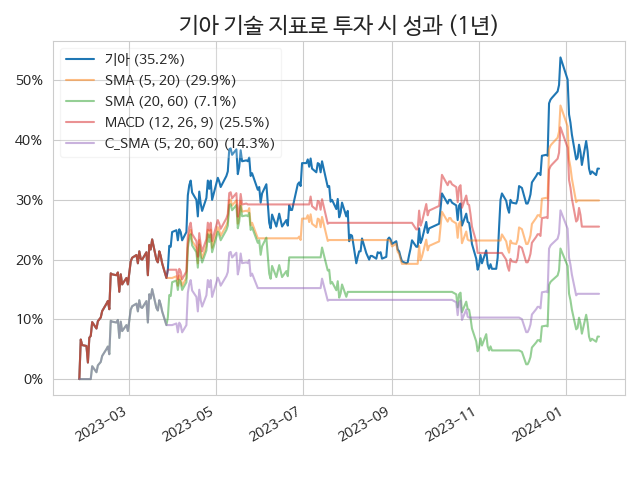 기아 기술 지표로 투자 시 성과 (1년)
기아 (35.2%)
SMA (5, 20) (29.9%)
SMA (20, 60) (7.1%)
MACD (12, 26, 9) (25.5%)
C_SMA (5, 20, 60) (14.3%)
50%
40%
30%
20%
10%
0%
2023-03
2023-05
2023-07
2023-09
2023-11
2024-01